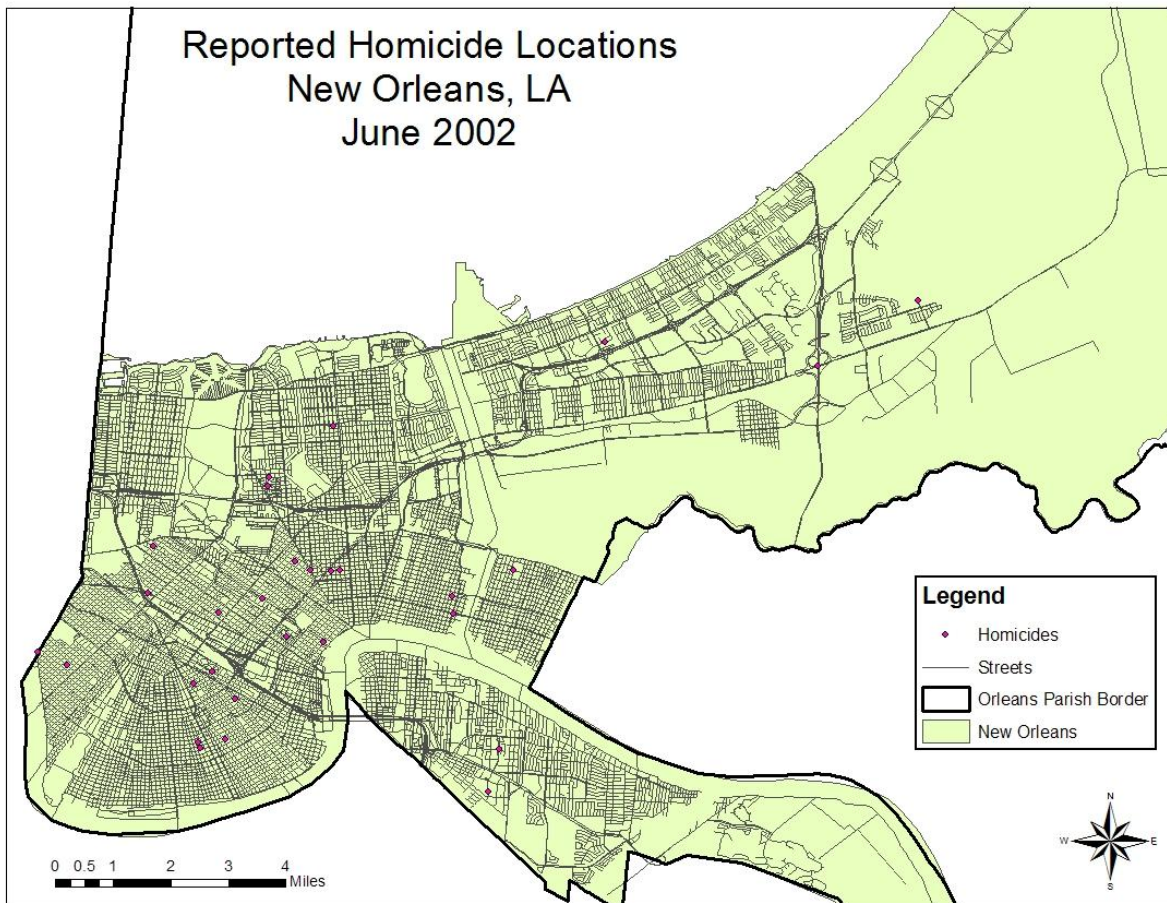 Reported Homicide Locations
New Orleans, LA
June 2002
Legend
Homicides
Streets
Orleans Parish Border
New Orleans
0 0.5 1 2 3 4
Miles
N
W E
S